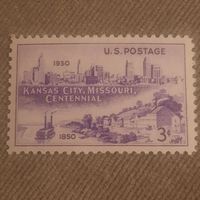 1950
U.S. POSTAGE
KANSAS CITY, MISSOURI,
CENTENNIAL
1850
3¢